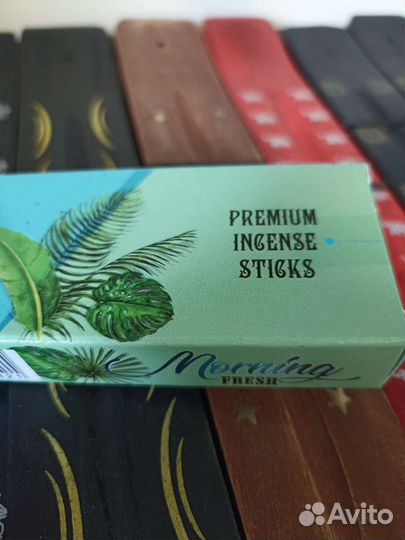 PREMIUM
INCENSE
STICKS
Morning
FRESH
Avito